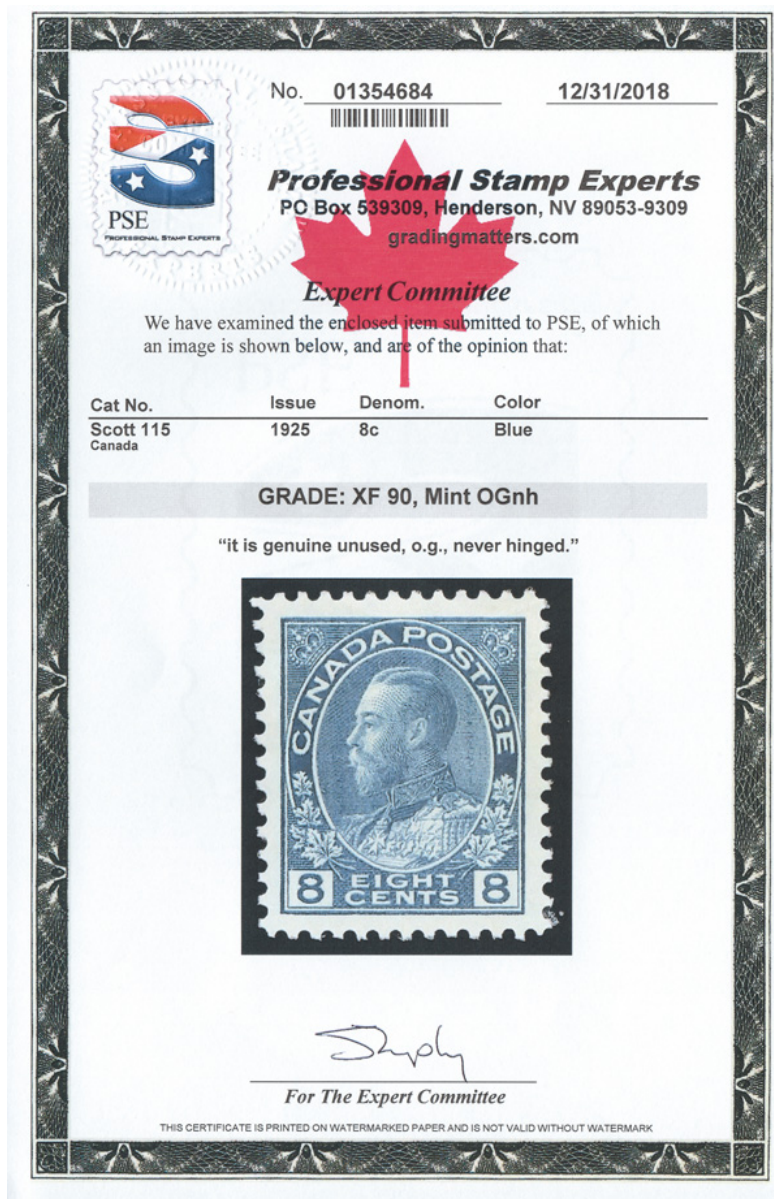 No. 01354684 12/31/2018
PSE
PROFESSIONAL STAMP EXPERTS
Professional Stamp Experts
PO Box 539309, Henderson, NV 89053-9309
gradingmatters.com
Expert Committee
We have examined the enclosed item submitted to PSE, of which
an image is shown below, and are of the opinion that:
Cat No. Issue Denom. Color
Scott 115 1925 8c Blue
Canada
GRADE: XF 90, Mint OGnh
“it is genuine unused, o.g., never hinged.”
CANADA POSTAGE
8 EIGHT CENTS 8
For The Expert Committee
THIS CERTIFICATE IS PRINTED ON WATERMARKED PAPER AND IS NOT VALID WITHOUT WATERMARK